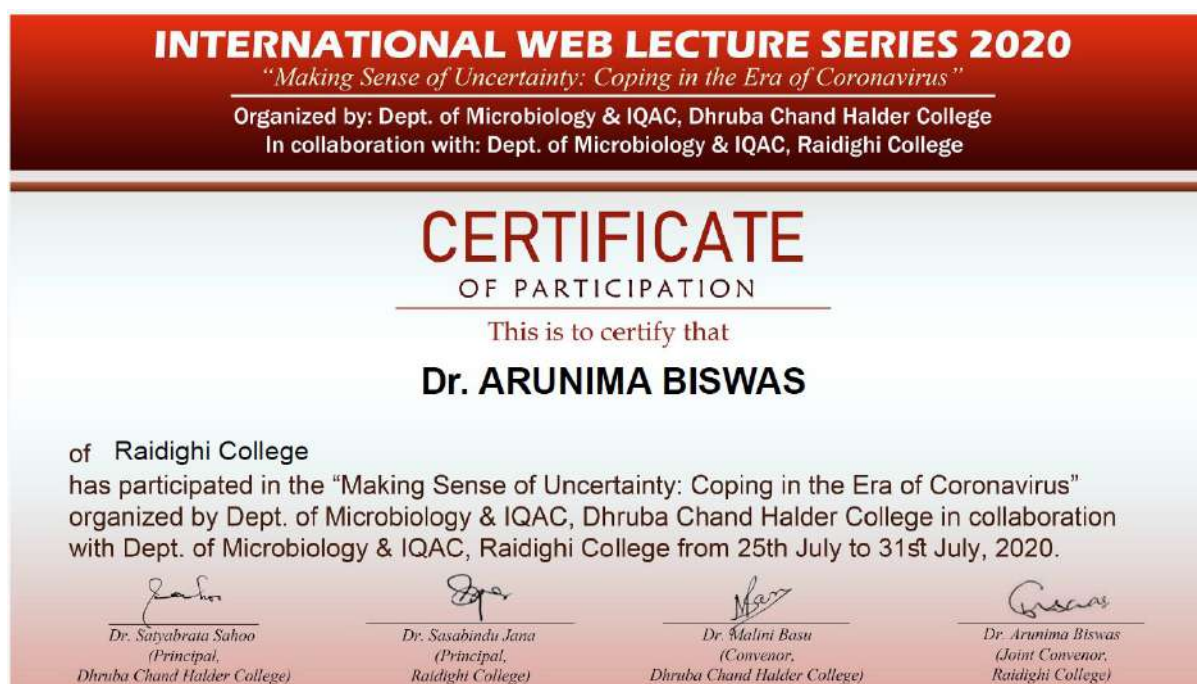 INTERNATIONAL WEB LECTURE SERIES 2020
“Making Sense of Uncertainty: Coping in the Era of Coronavirus”
Organized by: Dept. of Microbiology & IQAC, Dhruba Chand Halder College
In collaboration with: Dept. of Microbiology & IQAC, Raidighi College
CERTIFICATE
OF PARTICIPATION
This is to certify that
Dr. ARUNIMA BISWAS
of Raidighi College
has participated in the “Making Sense of Uncertainty: Coping in the Era of Coronavirus”
organized by Dept. of Microbiology & IQAC, Dhruba Chand Halder College in collaboration
with Dept. of Microbiology & IQAC, Raidighi College from 25th July to 31st July, 2020.
Dr. Satyabrata Sahoo
(Principal,
Dhruba Chand Halder College)
Dr. Sasabindu Jana
(Principal,
Raidighi College)
Dr. Malini Basu
(Convenor,
Dhruba Chand Halder College)
Dr. Arunima Biswas
(Joint Convenor,
Raidighi College)